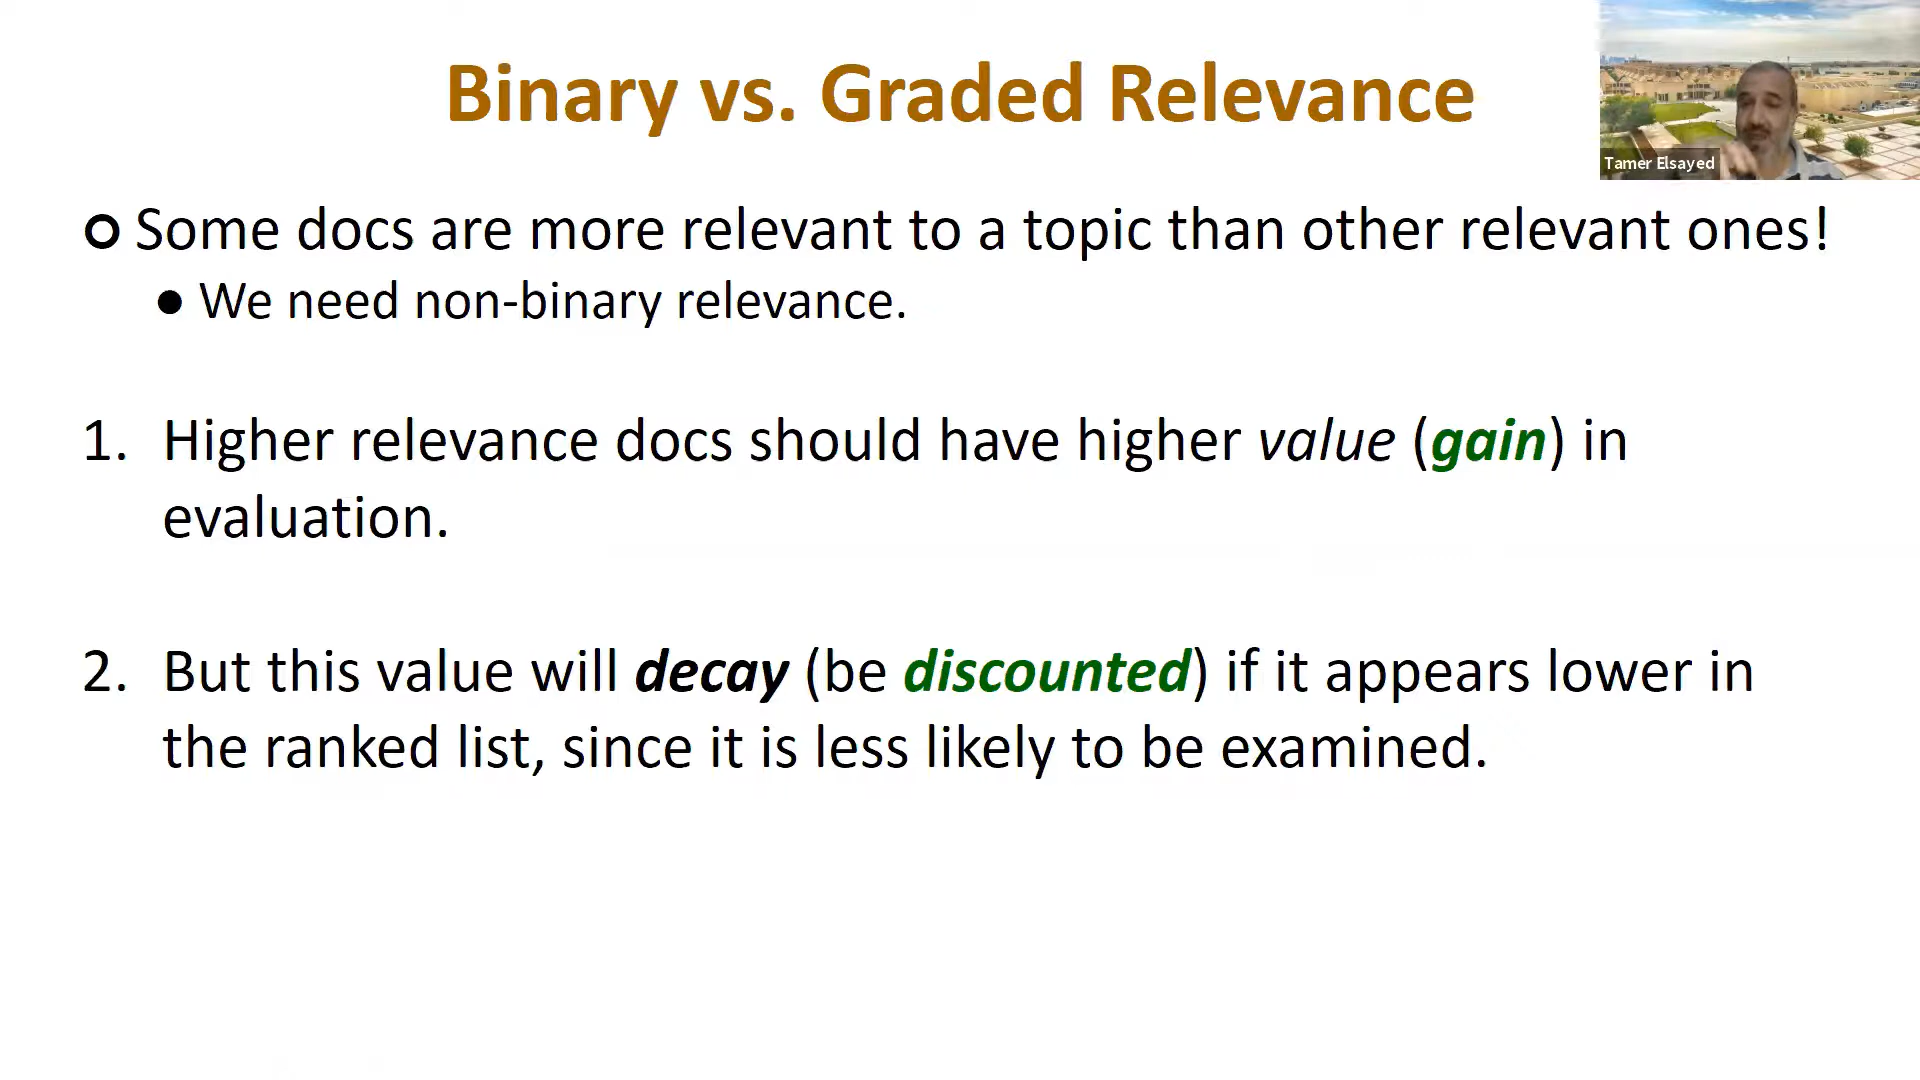 Binary vs. Graded Relevance
Tamer Elsayed
Some docs are more relevant to a topic than other relevant ones!
We need non-binary relevance.
1. Higher relevance docs should have higher value (gain) in
evaluation.
2. But this value will decay (be discounted) if it appears lower in
the ranked list, since it is less likely to be examined.